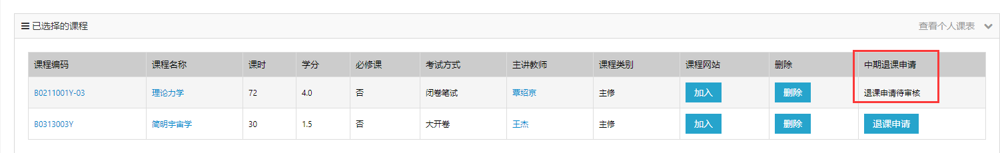 已选择的课程
查看个人课表
课程编码 课程名称 课时 学分 必修课 考试方式 主讲教师 课程类别 课程网站 删除 中期退课申请
B0211001Y-03 理论力学 72 4.0 否 闭卷笔试 覃绍京 主修 加入 删除 退课申请待审核
B0313003Y 简明宇宙学 30 1.5 否 大开卷 王杰 主修 加入 删除 退课申请